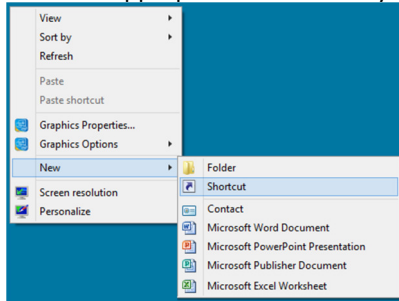 View
Sort by
Refresh
Paste
Paste shortcut
Graphics Properties...
Graphics Options
New
Screen resolution
Personalize
Folder
Shortcut
Contact
Microsoft Word Document
Microsoft PowerPoint Presentation
Microsoft Publisher Document
Microsoft Excel Worksheet